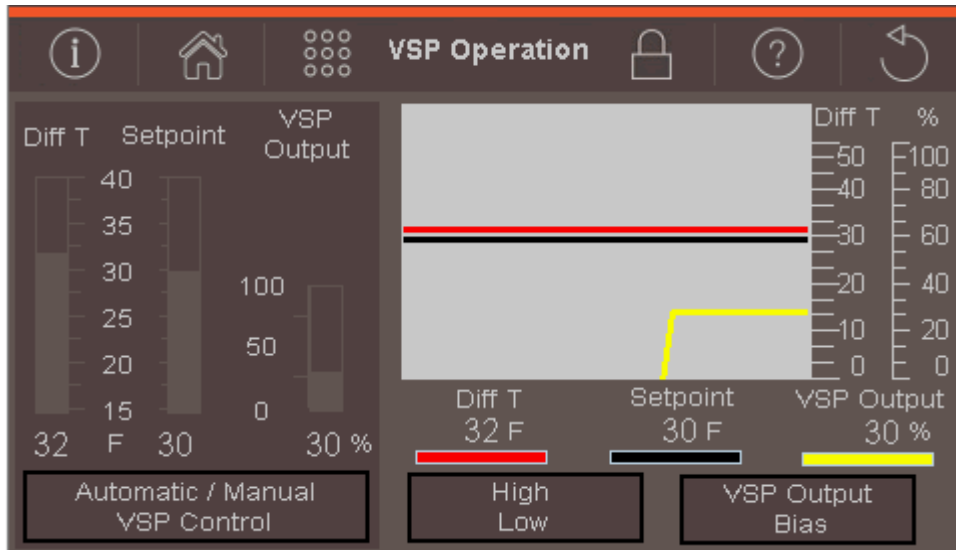 i VSP Operation ?
Diff T Setpoint VSP
Output
40
35
30
25
20
15
100
50
0
32 F 30 30 %
Automatic / Manual
VSP Control
Diff T %
50 100
40 80
30 60
20 40
10 20
0 0
Diff T Setpoint VSP Output
32 F 30 F 30 %
High
Low
VSP Output
Bias